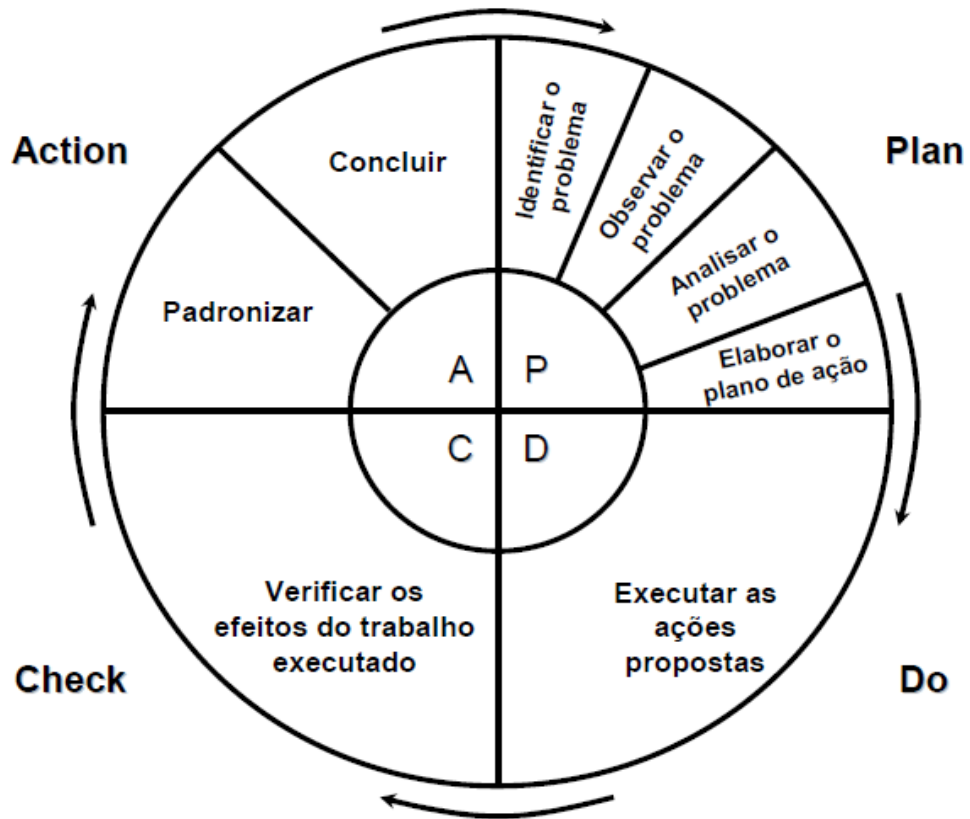 Action
Plan
Concluir
Identificar o
problema
Observar o
problema
Analisar o
problema
Elaborar o
plano de ação
Padronizar
A
P
C
D
Verificar os
efeitos do trabalho
executado
Executar as
ações
propostas
Check
Do